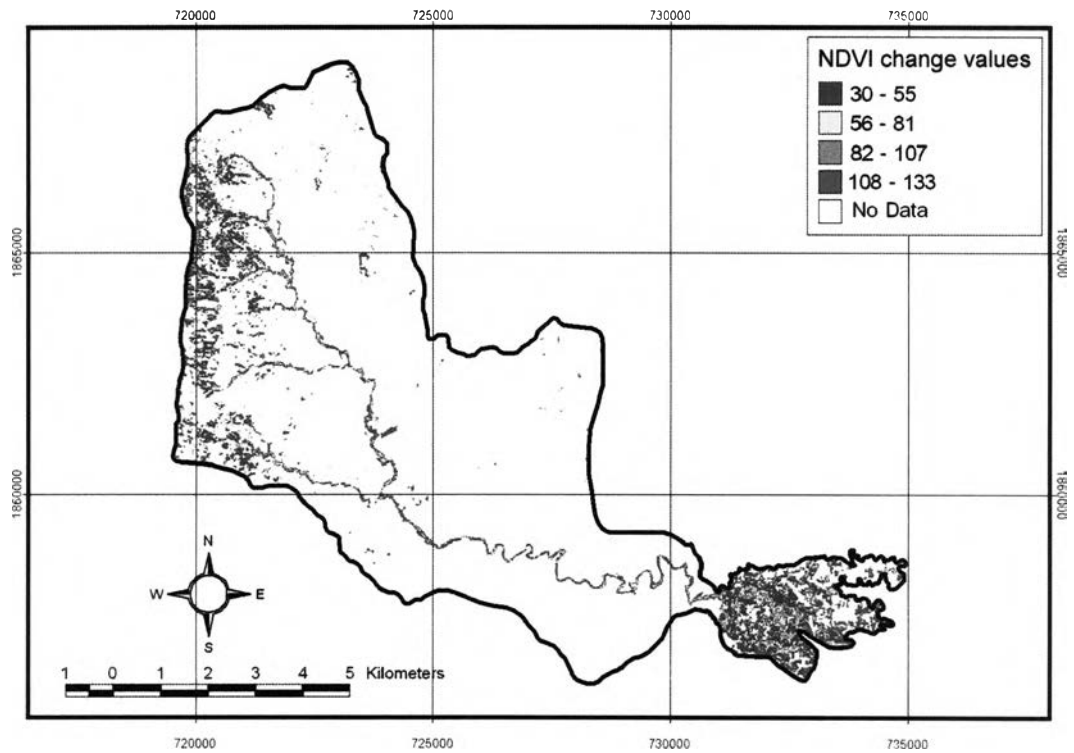 720000 725000 730000 735000
NDVI change values
30 - 55
56 - 81
82 - 107
108 - 133
No Data
1865000 1865000
1860000 1860000
N
W E
S
1 0 1 2 3 4 5 Kilometers
720000 725000 730000 735000